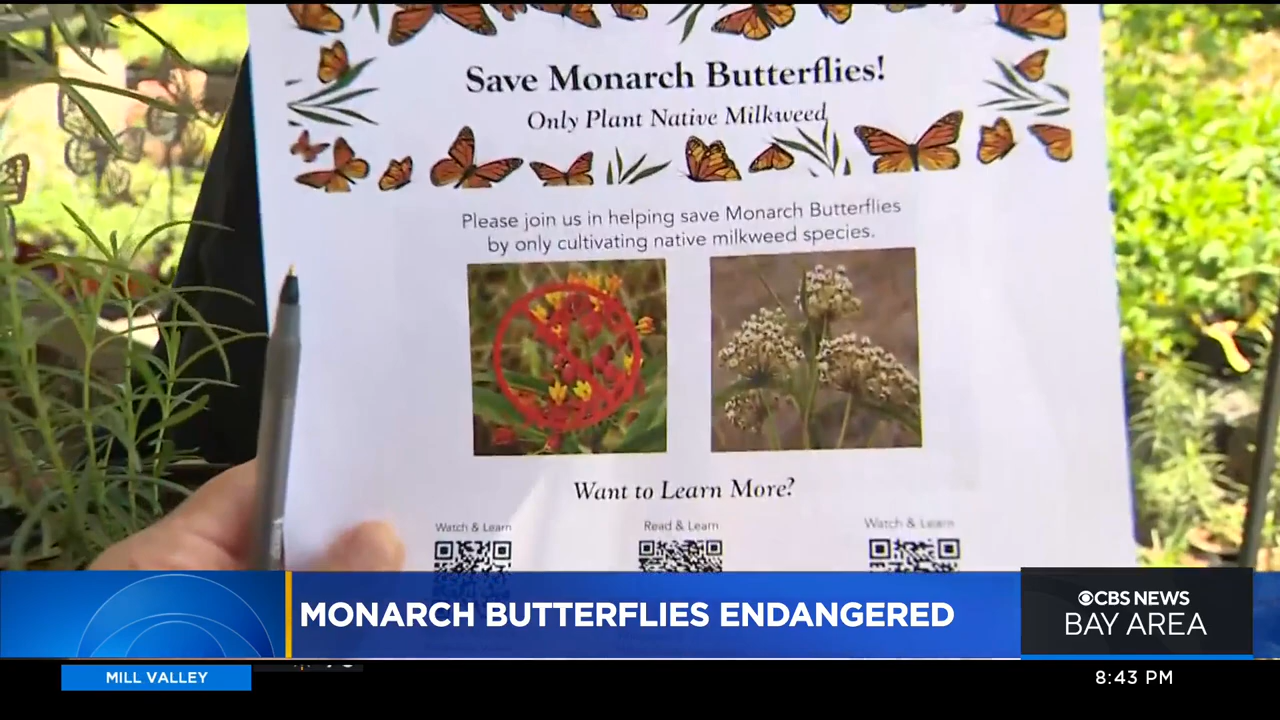 Save Monarch Butterflies!
Only Plant Native Milkweed
Please join us in helping save Monarch Butterflies
by only cultivating native milkweed species.
Want to Learn More?
Watch & Learn
Read & Learn
Watch & Learn
MONARCH BUTTERFLIES ENDANGERED
CBS NEWS
BAY AREA
MILL VALLEY
8:43 PM